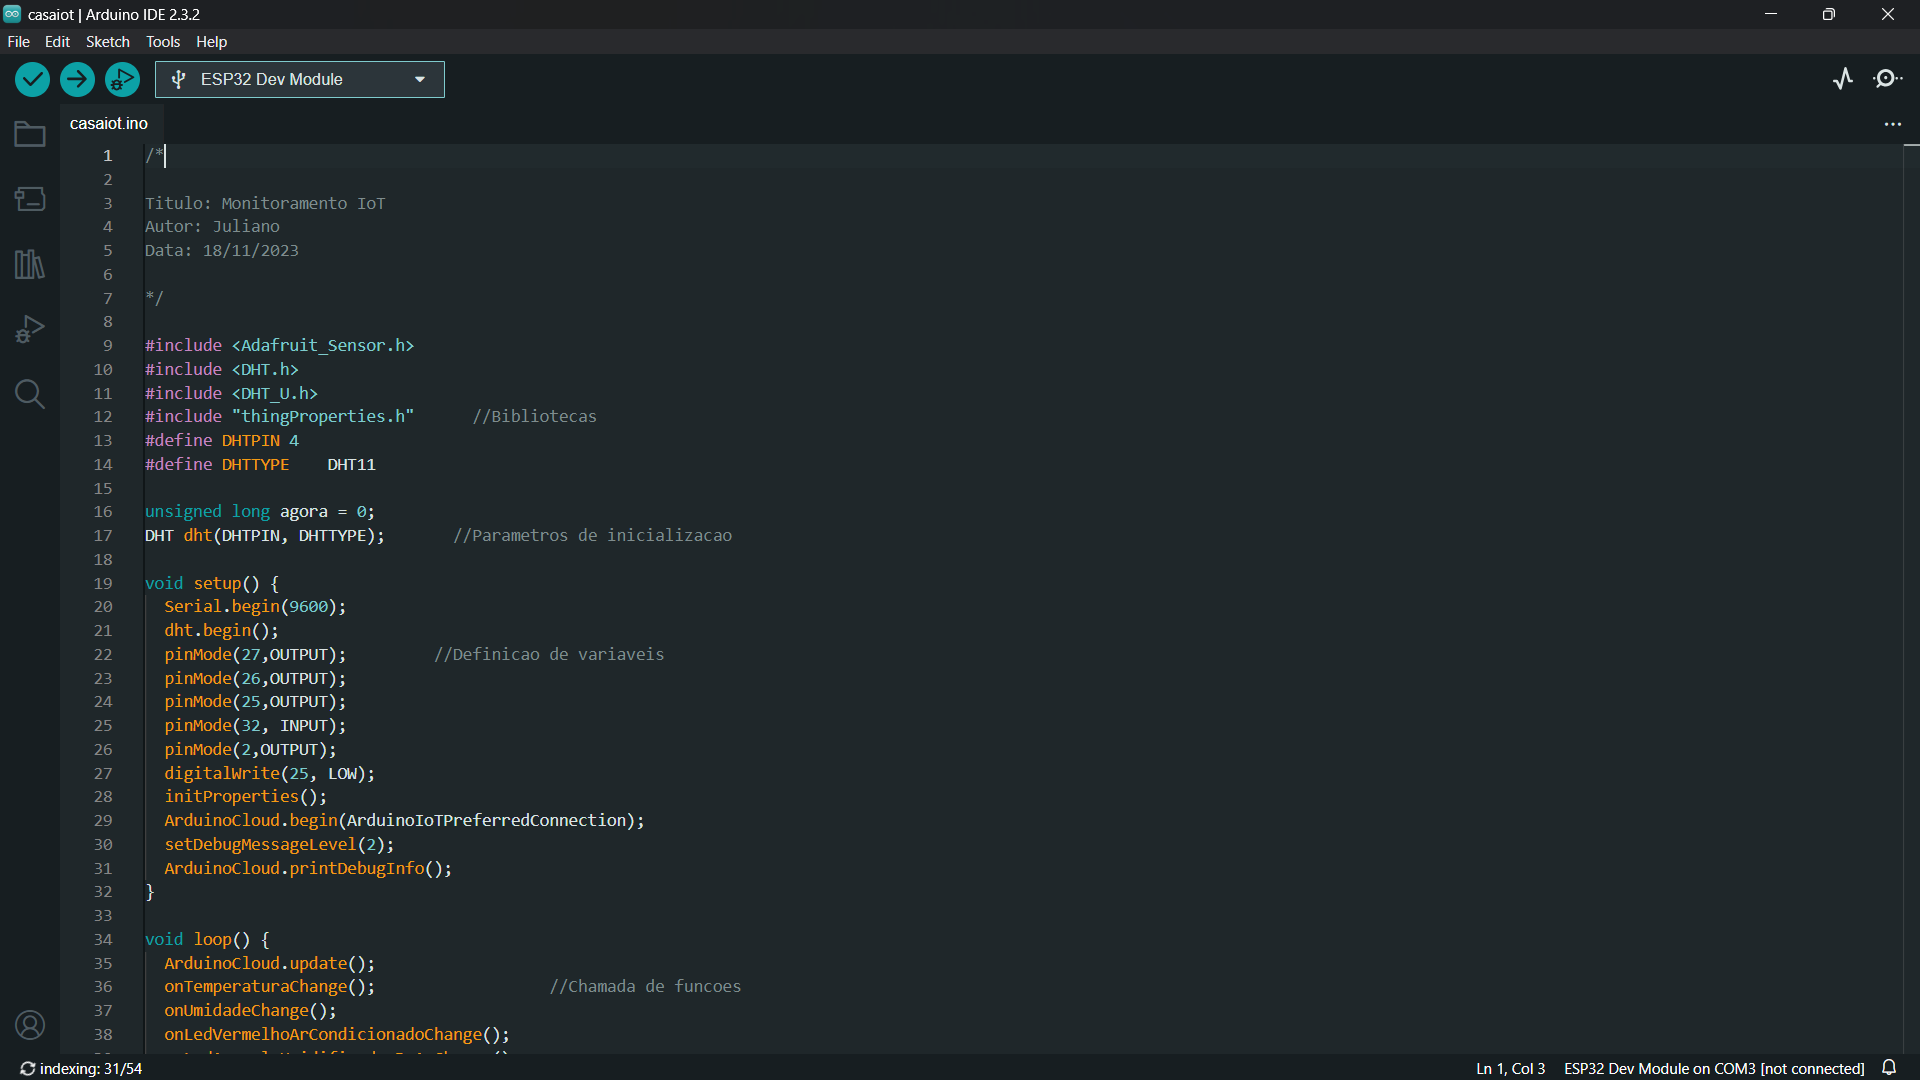 casaiot | Arduino IDE 2.3.2
File Edit Sketch Tools Help
ESP32 Dev Module
casaiot.ino
1 /*
2
3 Titulo: Monitoramento IoT
4 Autor: Juliano
5 Data: 18/11/2023
6
7 */
8
9 #include <Adafruit_Sensor.h>
10 #include <DHT.h>
11 #include <DHT_U.h>
12 #include "thingProperties.h" //Bibliotecas
13 #define DHTPIN 4
14 #define DHTTYPE DHT11
15
16 unsigned long agora = 0;
17 DHT dht(DHTPIN, DHTTYPE); //Parametros de inicializacao
18
19 void setup() {
20 Serial.begin(9600);
21 dht.begin();
22 pinMode(27,OUTPUT); //Definicao de variaveis
23 pinMode(26,OUTPUT);
24 pinMode(25,OUTPUT);
25 pinMode(32, INPUT);
26 pinMode(2,OUTPUT);
27 digitalWrite(25, LOW);
28 initProperties();
29 ArduinoCloud.begin(ArduinoIoTPreferredConnection);
30 setDebugMessageLevel(2);
31 ArduinoCloud.printDebugInfo();
32 }
33
34 void loop() {
35 ArduinoCloud.update();
36 onTemperaturaChange(); //Chamada de funcoes
37 onUmidadeChange();
38 onLedVermelhoArCondicionadoChange();
indexing: 31/54
Ln 1, Col 3 ESP32 Dev Module on COM3 [not connected]